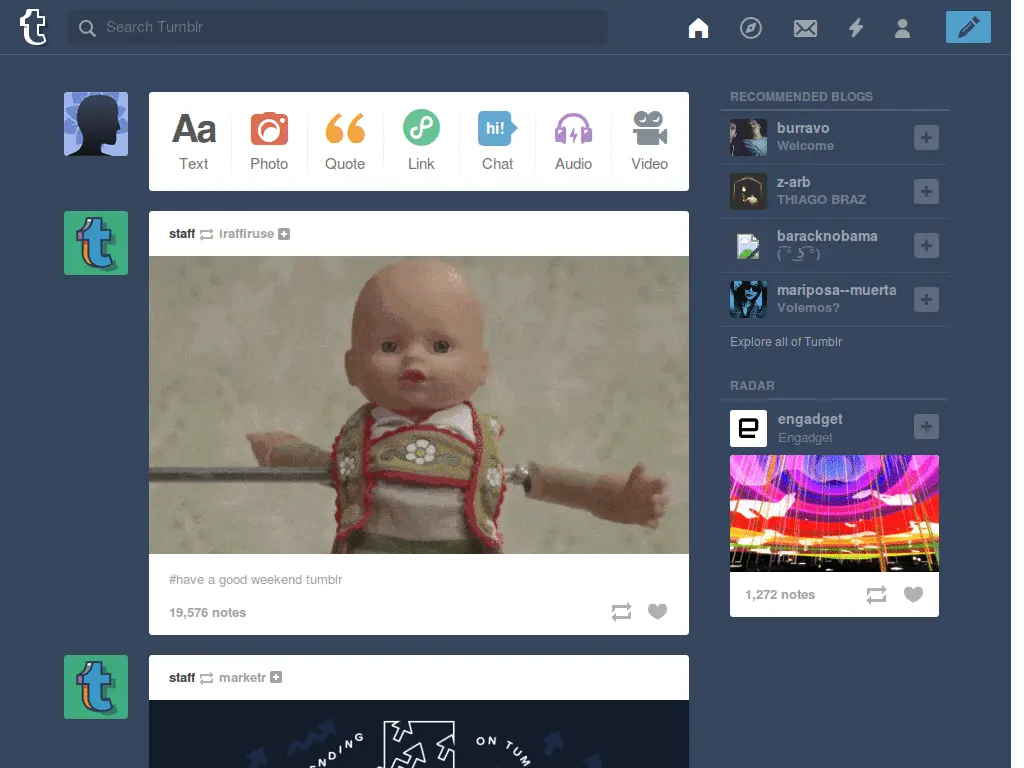 t
Search Tumblr
Aa
hi!
Text
Photo
Quote
Link
Chat
Audio
Video
t
staff iraffiruse
#have a good weekend tumblr
19,576 notes
t
staff marketr
NDING ON TUM
RECOMMENDED BLOGS
burravo
Welcome
z-arb
THIAGO BRAZ
baracknobama
( ͡° ͜ʖ ͡°)
mariposa--muerta
Volemos?
Explore all of Tumblr
RADAR
e
engadget
Engadget
1,272 notes